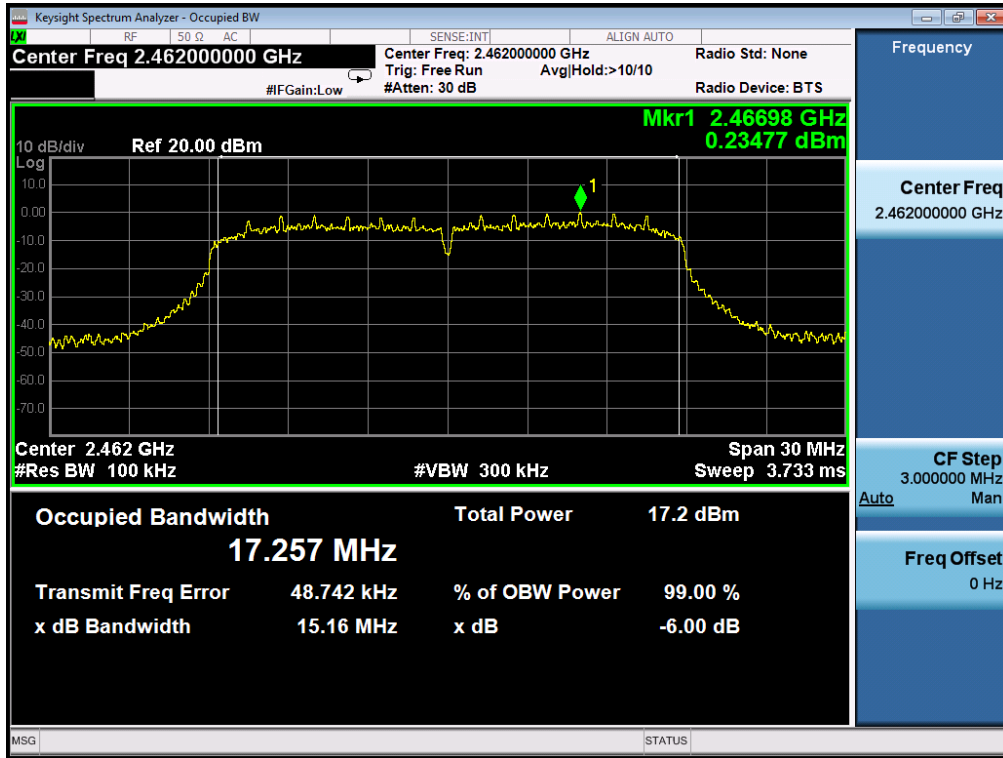 Keysight Spectrum Analyzer - Occupied BW
LXI RF 50 Ω AC SENSE:INT ALIGN AUTO
Center Freq 2.462000000 GHz
Center Freq: 2.462000000 GHz Radio Std: None
Trig: Free Run Avg|Hold:>10/10
#IFGain:Low #Atten: 30 dB Radio Device: BTS
Mkr1 2.46698 GHz
0.23477 dBm
10 dB/div Ref 20.00 dBm
Log
10.0
0.00
-10.0
-20.0
-30.0
-40.0
-50.0
-60.0
-70.0
1
Center 2.462 GHz Span 30 MHz
#Res BW 100 kHz #VBW 300 kHz Sweep 3.733 ms
Occupied Bandwidth Total Power 17.2 dBm
17.257 MHz
Transmit Freq Error 48.742 kHz % of OBW Power 99.00 %
x dB Bandwidth 15.16 MHz x dB -6.00 dB
MSG STATUS
Frequency
Center Freq
2.462000000 GHz
CF Step
3.000000 MHz
Auto Man
Freq Offset
0 Hz